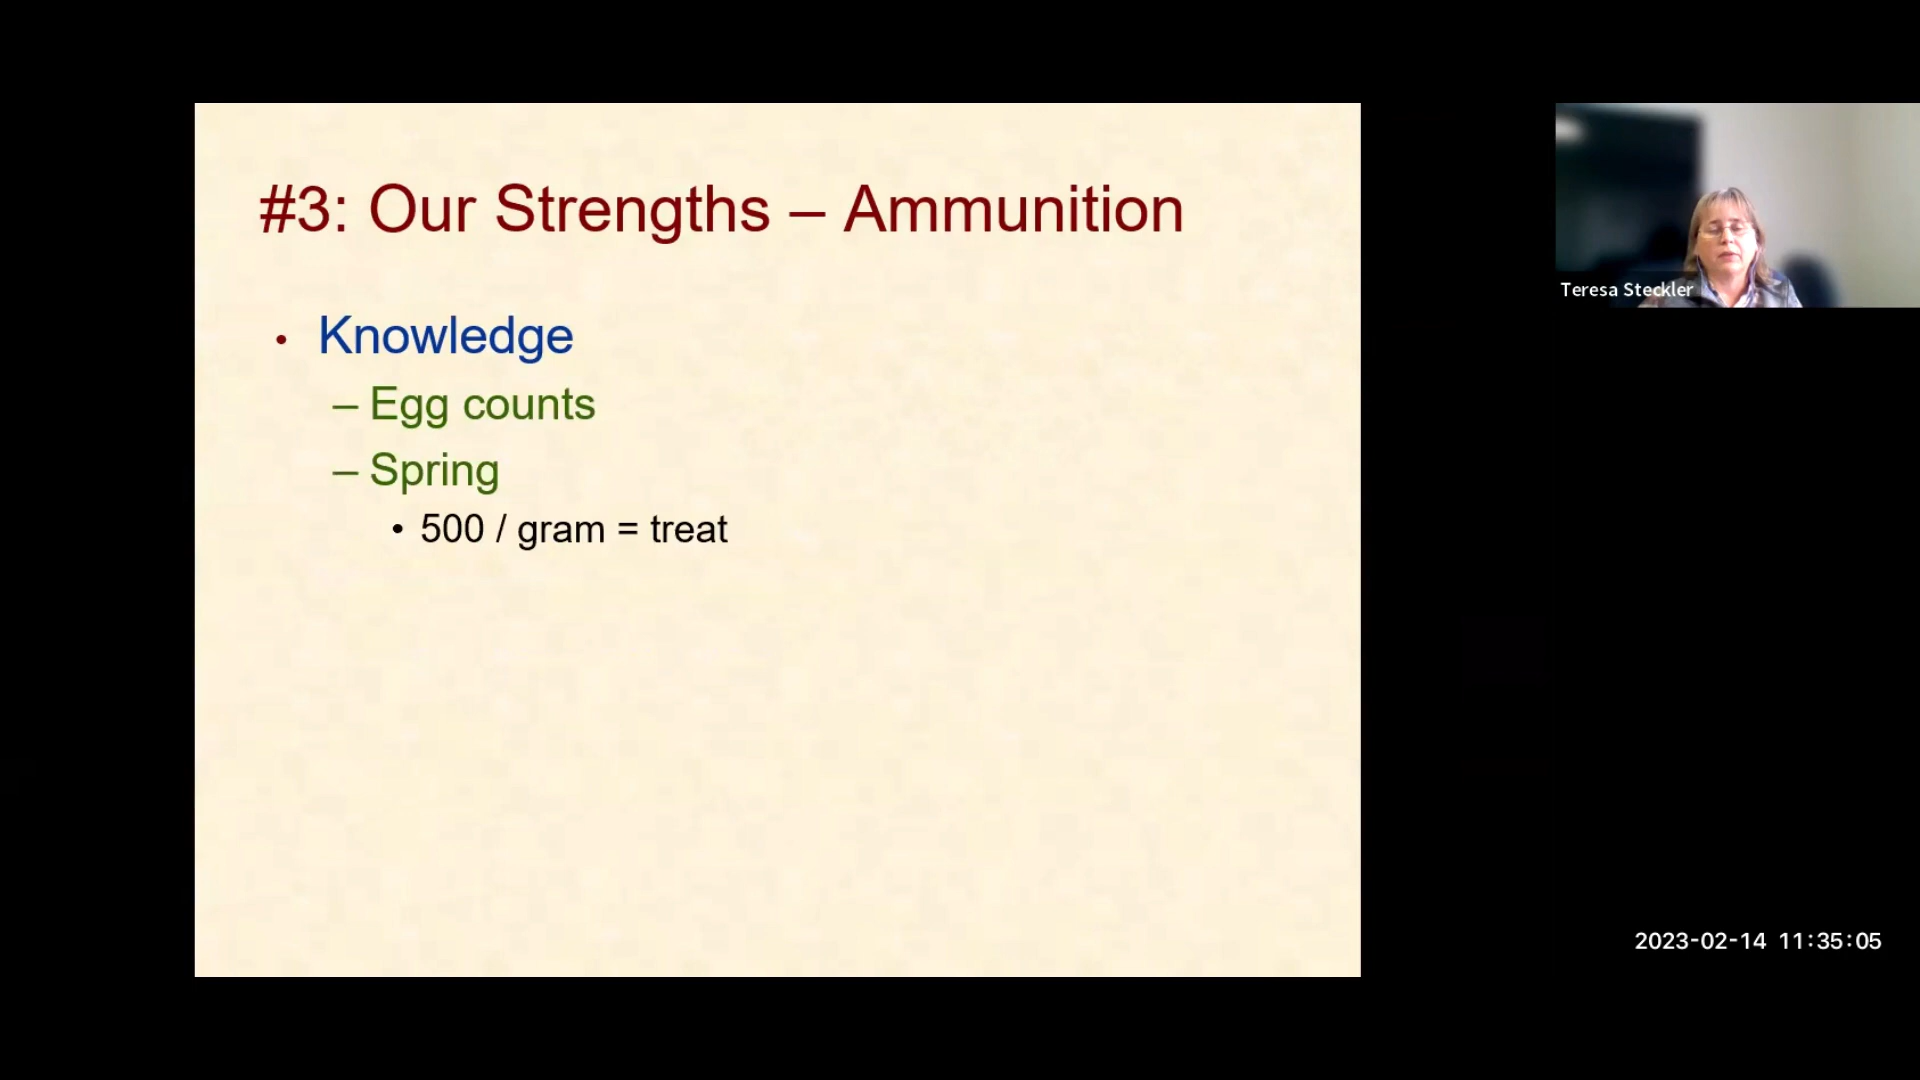 #3: Our Strengths – Ammunition
• Knowledge
– Egg counts
– Spring
• 500 / gram = treat
Teresa Steckler
2023-02-14 11:35:05